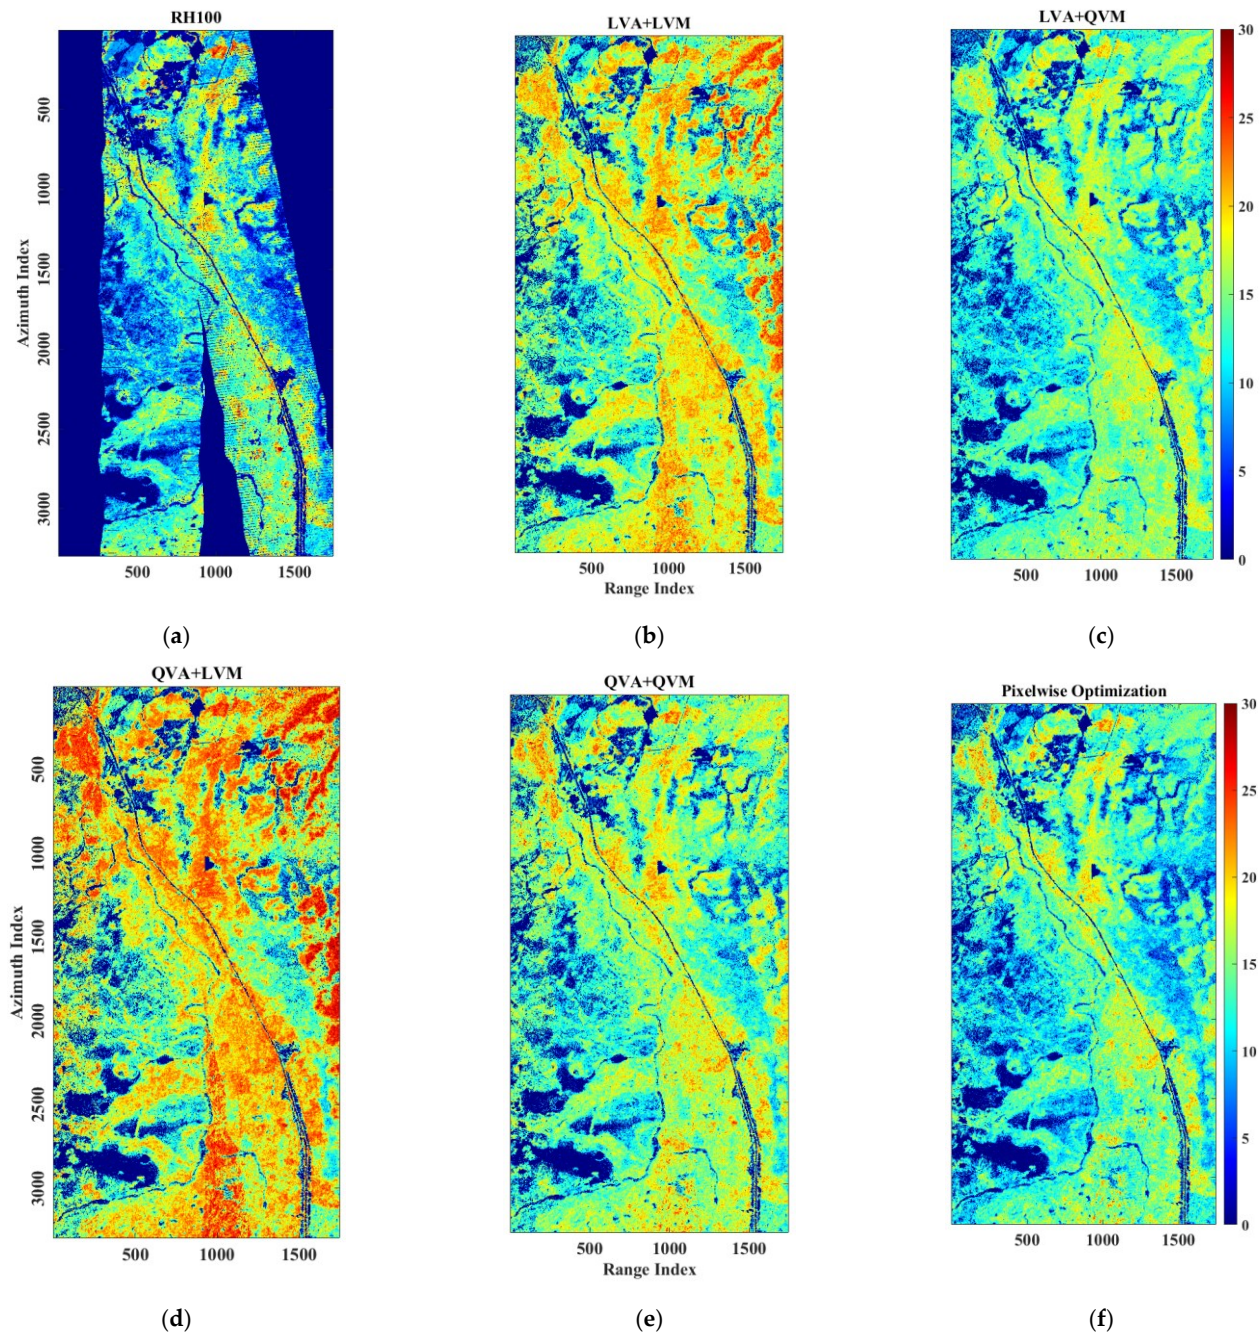 RH100
LVA+LVM
LVA+QVM
500
1000
1500
2000
2500
3000
Azimuth Index
500 1000 1500
500 1000 1500
Range Index
500 1000 1500
30
25
20
15
10
5
0
(a)
(b)
(c)
QVA+LVM
QVA+QVM
Pixelwise Optimization
500
1000
1500
2000
2500
3000
Azimuth Index
500 1000 1500
500 1000 1500
Range Index
500 1000 1500
30
25
20
15
10
5
0
(d)
(e)
(f)